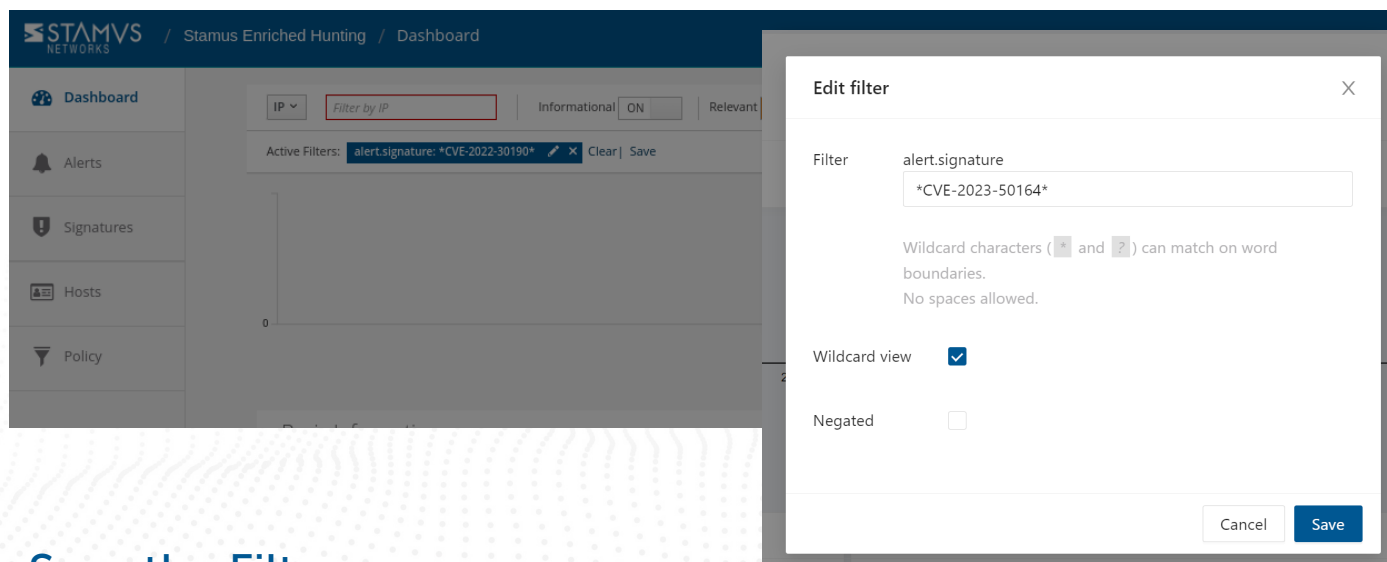 STAMVS NETWORKS / Stamus Enriched Hunting / Dashboard
Dashboard
Alerts
Signatures
Hosts
Policy
IP Filter by IP Informational ON Relevant
Active Filters: alert.signature: *CVE-2022-30190* Clear| Save
0
Edit filter
Filter alert.signature
*CVE-2023-50164*
Wildcard characters ( * and ? ) can match on word
boundaries.
No spaces allowed.
Wildcard view
Negated
Cancel Save